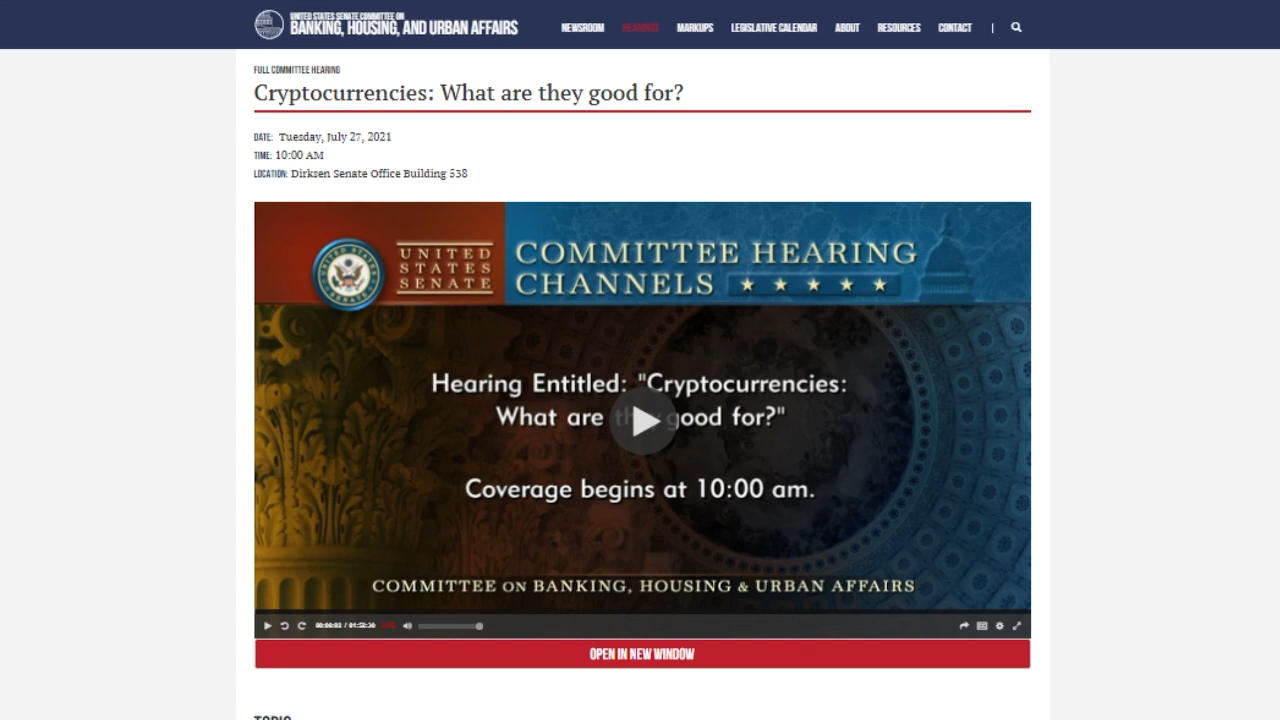 UNITED STATES SENATE COMMITTEE ON
BANKING, HOUSING, AND URBAN AFFAIRS
NEWSROOM HEARINGS MARKUPS LEGISLATIVE CALENDAR ABOUT RESOURCES CONTACT |
FULL COMMITTEE HEARING
Cryptocurrencies: What are they good for?
DATE: Tuesday, July 27, 2021
TIME: 10:00 AM
LOCATION: Dirksen Senate Office Building 538
UNITED
STATES
SENATE
COMMITTEE HEARING
CHANNELS
Hearing Entitled: "Cryptocurrencies:
What are they good for?"
Coverage begins at 10:00 am.
COMMITTEE ON BANKING, HOUSING & URBAN AFFAIRS
OPEN IN NEW WINDOW
TOPIC